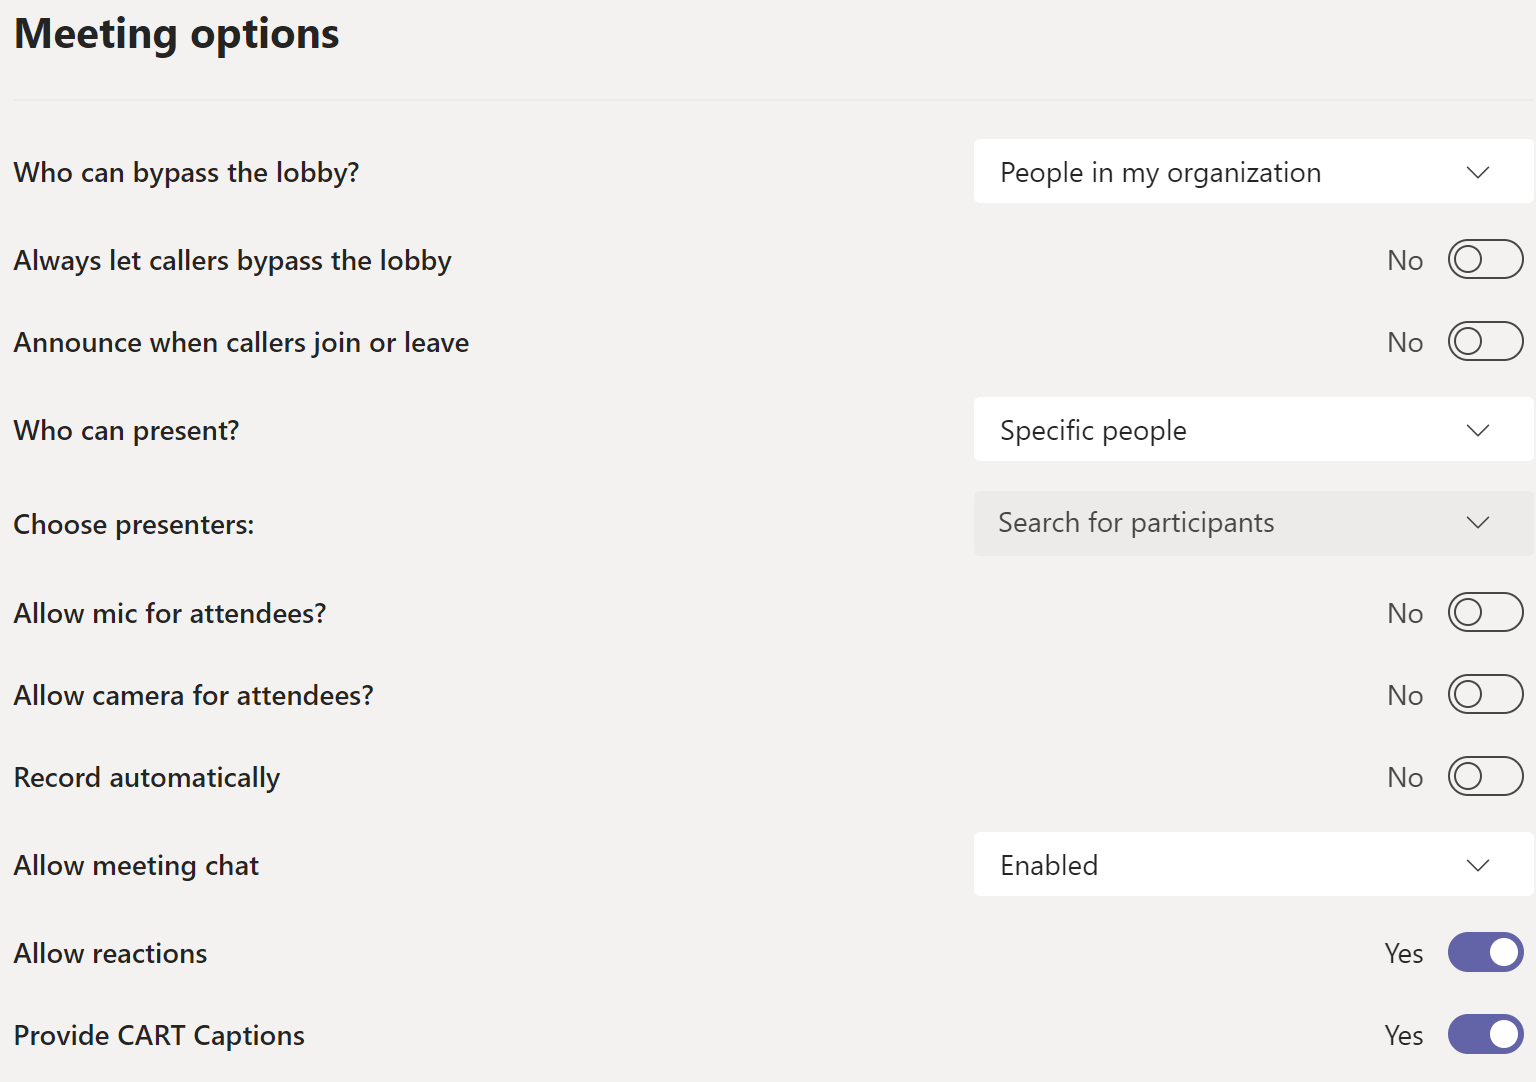 Meeting options
Who can bypass the lobby? People in my organization
Always let callers bypass the lobby No
Announce when callers join or leave No
Who can present? Specific people
Choose presenters: Search for participants
Allow mic for attendees? No
Allow camera for attendees? No
Record automatically No
Allow meeting chat Enabled
Allow reactions Yes
Provide CART Captions Yes